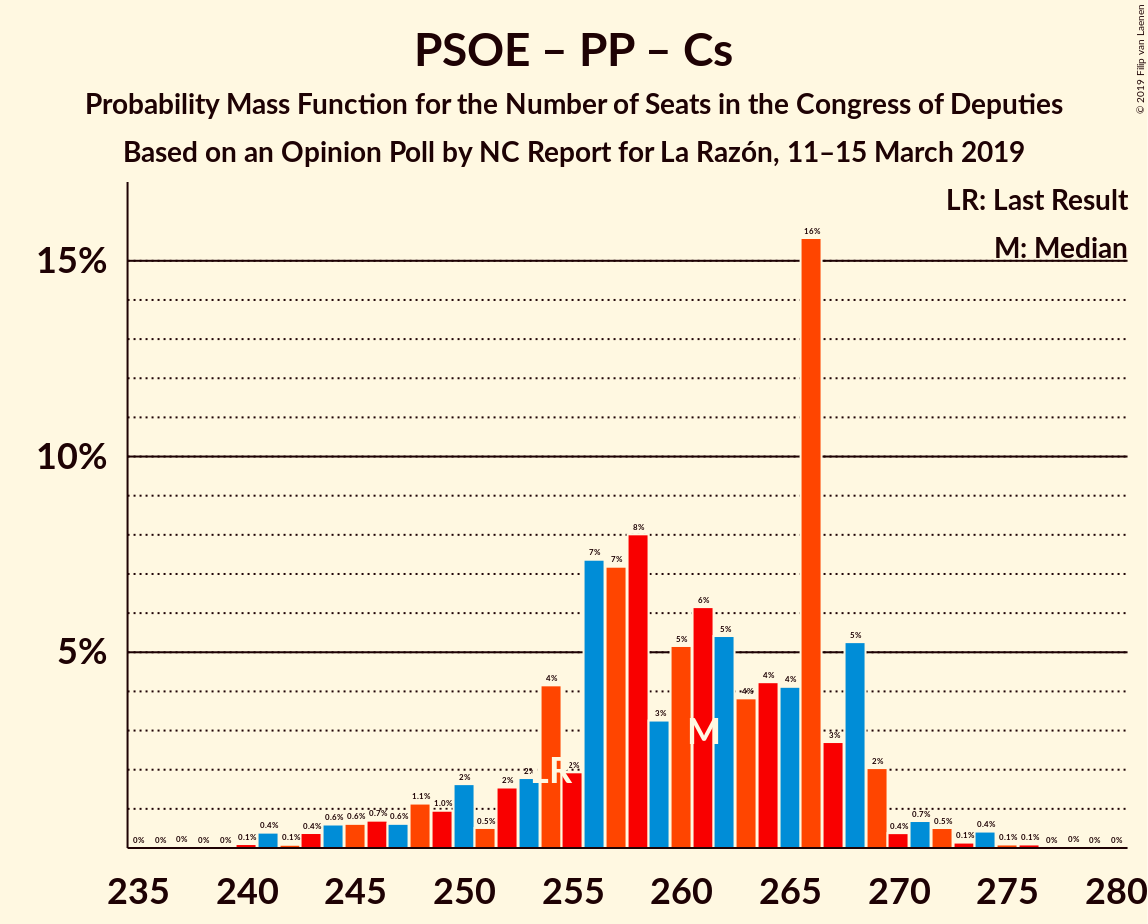 © 2019 Filip van Laenen
PSOE – PP – Cs
Probability Mass Function for the Number of Seats in the Congress of Deputies
Based on an Opinion Poll by NC Report for La Razón, 11–15 March 2019
LR: Last Result
M: Median
15%
10%
5%
0% 0% 0% 0% 0% 0.1% 0.4% 0.1% 0.4% 0.6% 0.6% 0.7% 0.6% 1.1% 1.0% 2% 0.5% 2% 2% 4% 2% 7% 7% 8% 3% 5% 6% 5% 4% 4% 4% 16% 3% 5% 2% 0.4% 0.7% 0.5% 0.1% 0.4% 0.1% 0.1% 0% 0% 0% 0%
LR M
235 240 245 250 255 260 265 270 275 280